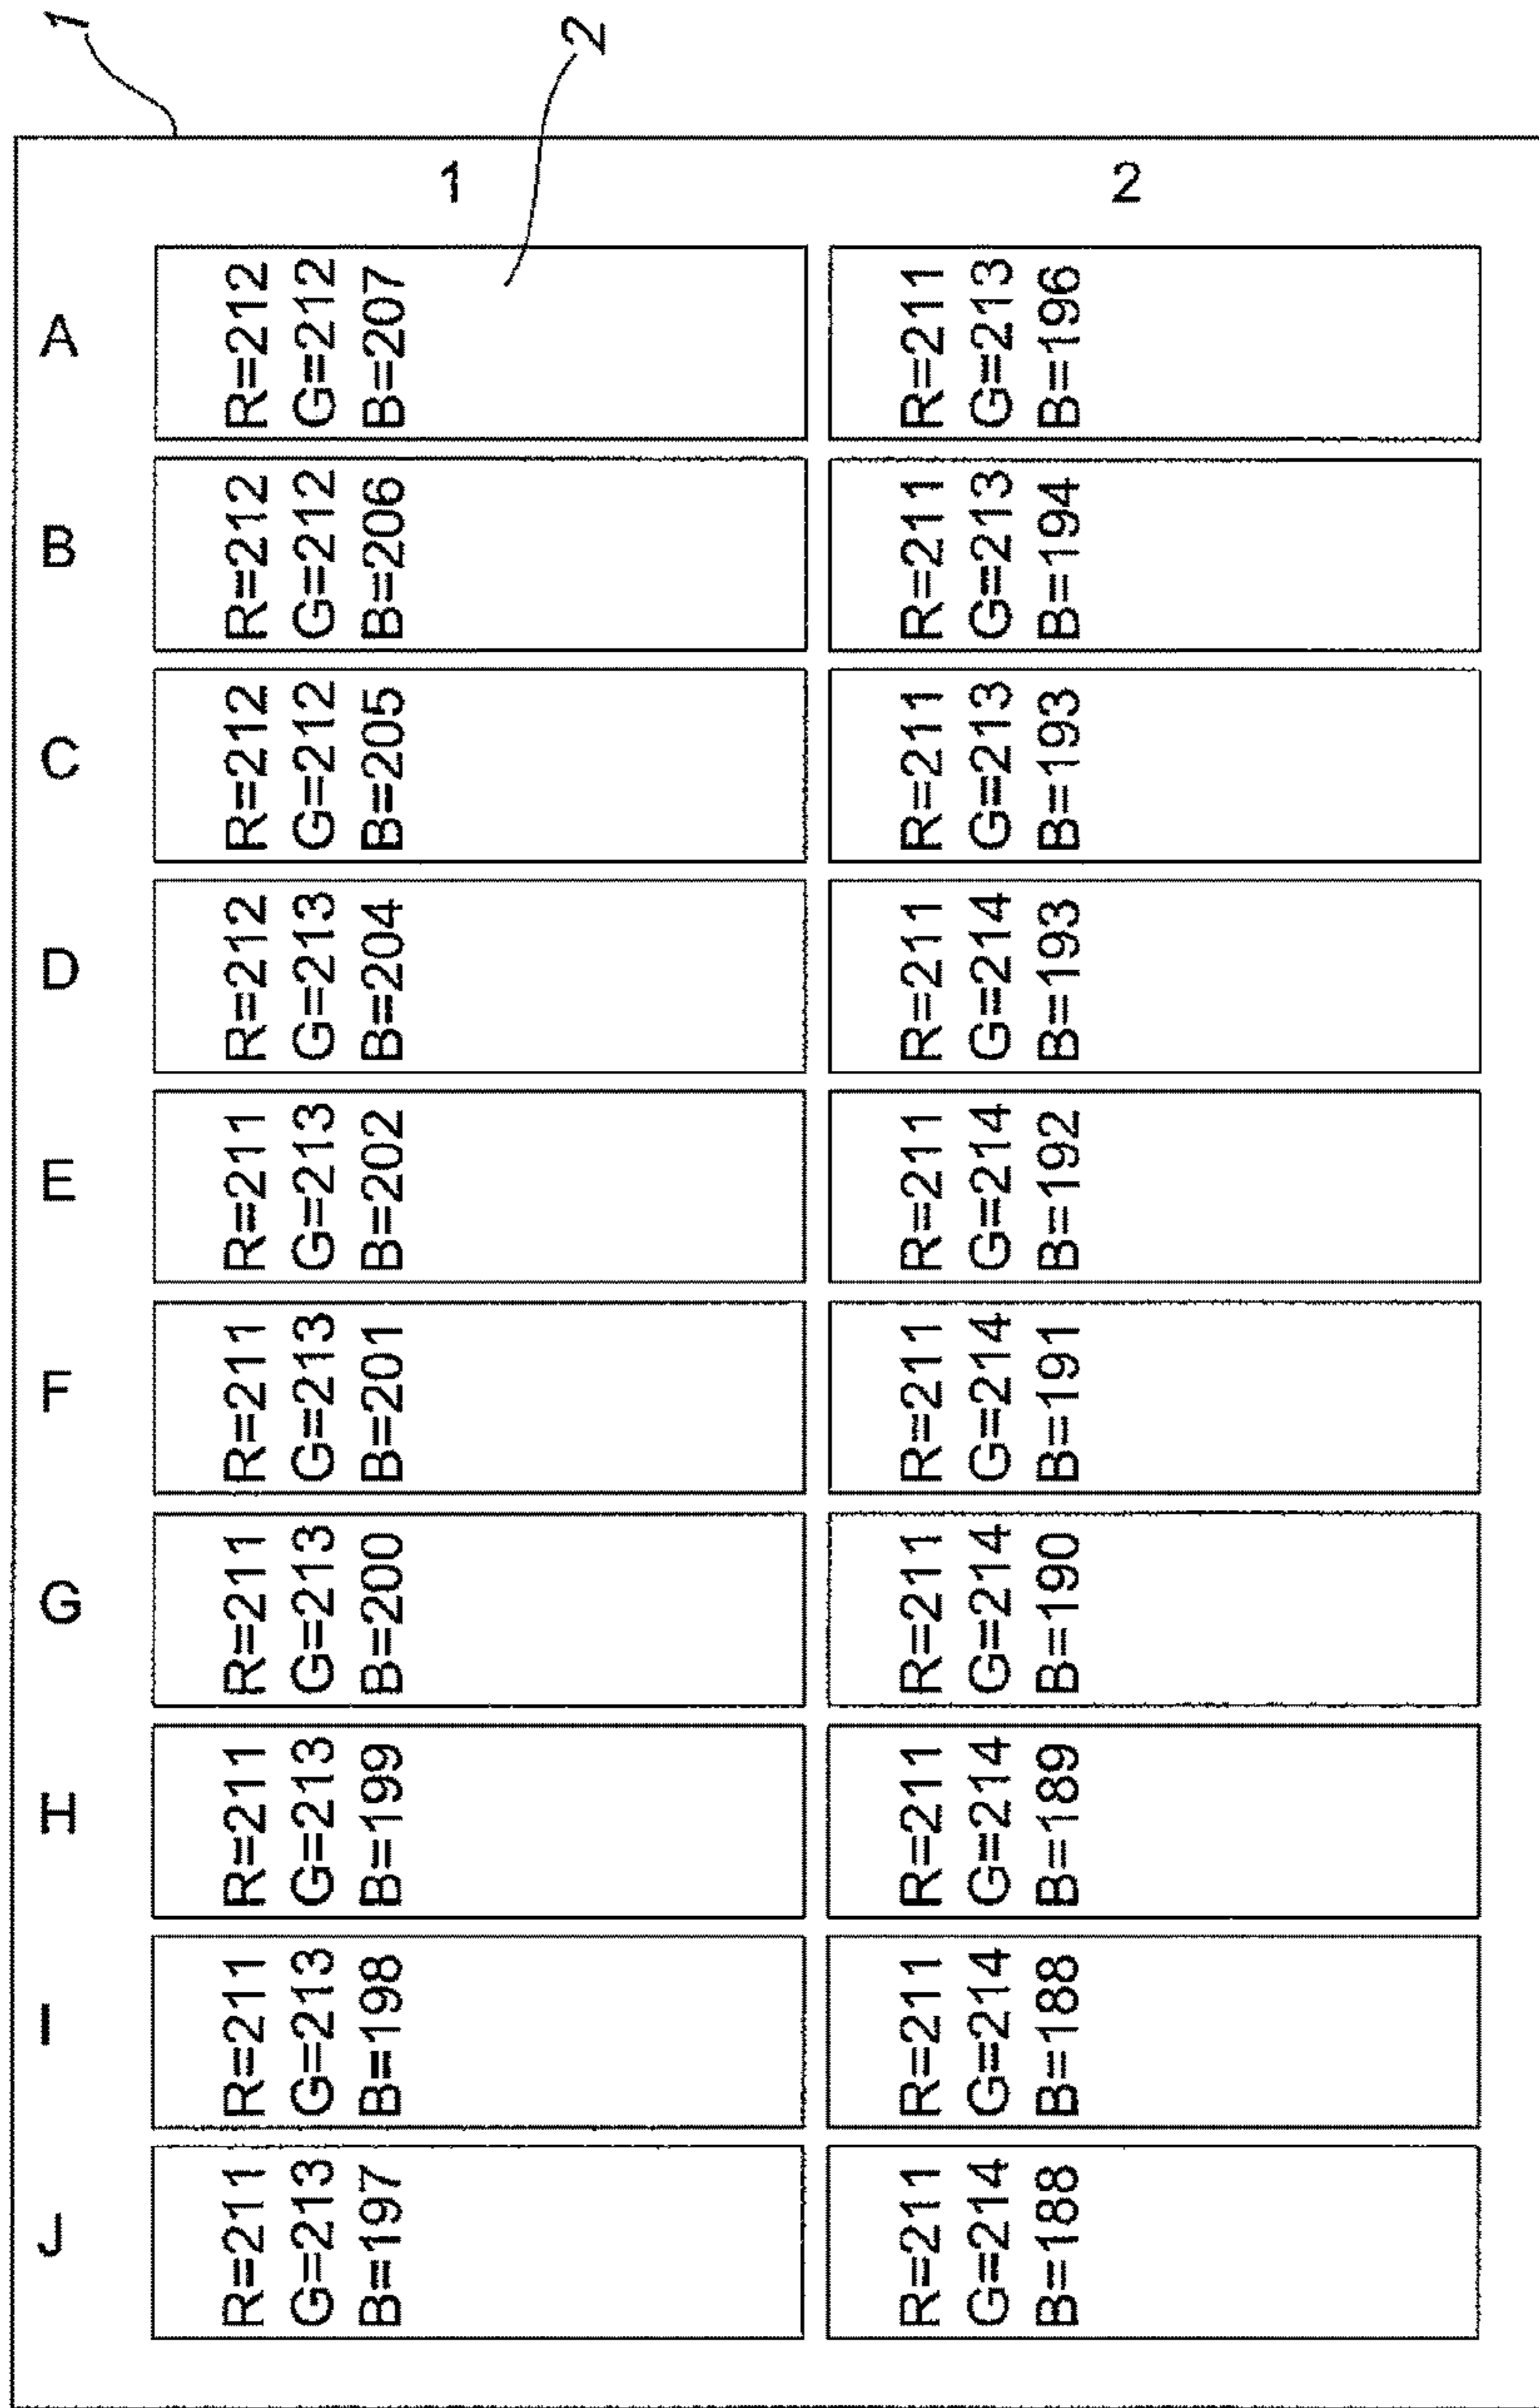 1
2
A
B
C
D
E
F
G
H
I
J
1
R=212
G=212
B=207
R=212
G=212
B=206
R=212
G=212
B=205
R=212
G=213
B=204
R=211
G=213
B=202
R=211
G=213
B=201
R=211
G=213
B=200
R=211
G=213
B=199
R=211
G=213
B=198
R=211
G=213
B=197
2
R=211
G=213
B=196
R=211
G=213
B=194
R=211
G=213
B=193
R=211
G=214
B=193
R=211
G=214
B=192
R=211
G=214
B=191
R=211
G=214
B=190
R=211
G=214
B=189
R=211
G=214
B=188
R=211
G=214
B=188